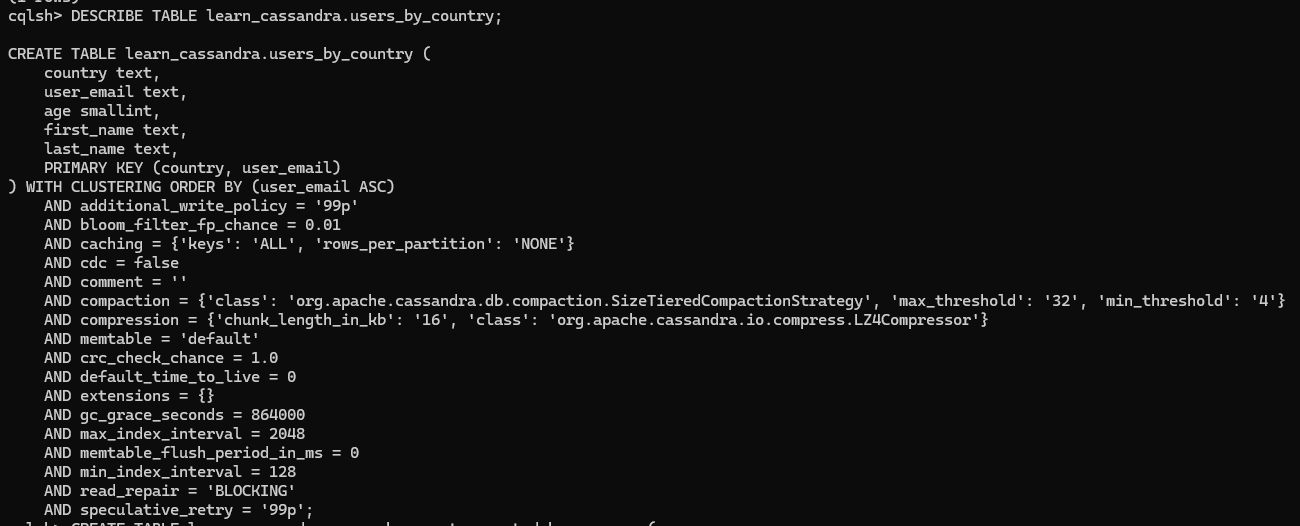 cqlsh> DESCRIBE TABLE learn_cassandra.users_by_country;
CREATE TABLE learn_cassandra.users_by_country (
    country text,
    user_email text,
    age smallint,
    first_name text,
    last_name text,
    PRIMARY KEY (country, user_email)
) WITH CLUSTERING ORDER BY (user_email ASC)
    AND additional_write_policy = '99p'
    AND bloom_filter_fp_chance = 0.01
    AND caching = {'keys': 'ALL', 'rows_per_partition': 'NONE'}
    AND cdc = false
    AND comment = ''
    AND compaction = {'class': 'org.apache.cassandra.db.compaction.SizeTieredCompactionStrategy', 'max_threshold': '32', 'min_threshold': '4'}
    AND compression = {'chunk_length_in_kb': '16', 'class': 'org.apache.cassandra.io.compress.LZ4Compressor'}
    AND memtable = 'default'
    AND crc_check_chance = 1.0
    AND default_time_to_live = 0
    AND extensions = {}
    AND gc_grace_seconds = 864000
    AND max_index_interval = 2048
    AND memtable_flush_period_in_ms = 0
    AND min_index_interval = 128
    AND read_repair = 'BLOCKING'
    AND speculative_retry = '99p';
cqlsh> CREATE TABLE